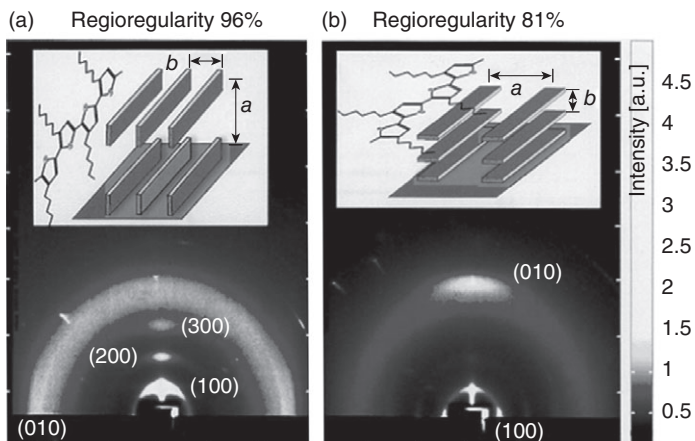 (a) Regioregularity 96%
b
a
(300)
(200)
(100)
(010)
(b) Regioregularity 81%
a
b
(010)
(100)
Intensity [a.u.]
4.5
4
3.5
3
2.5
2
1.5
1
0.5